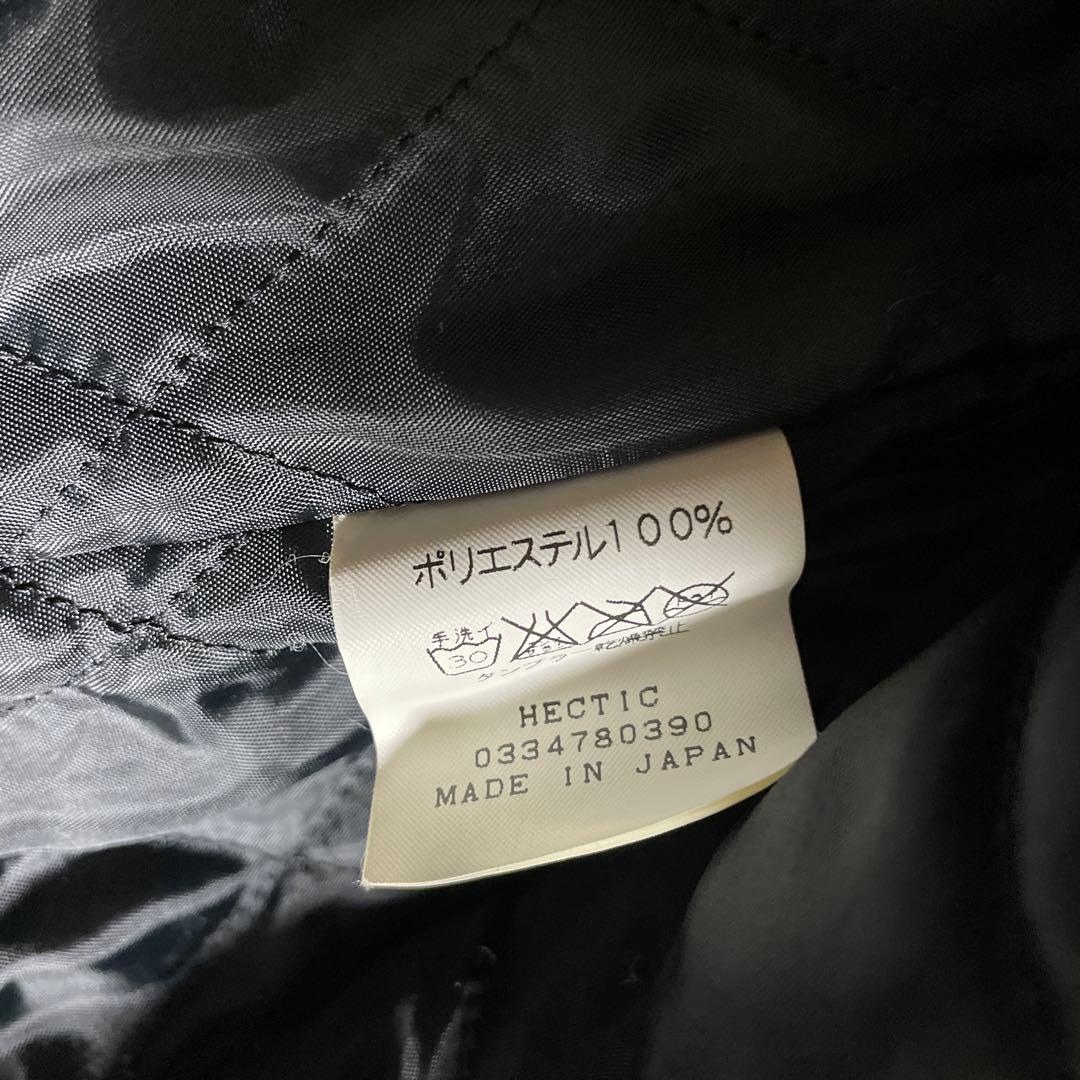 ポリエステル100%
手洗イ
30
タンブラー乾燥禁止
HECTIC
0334780390
MADE IN JAPAN